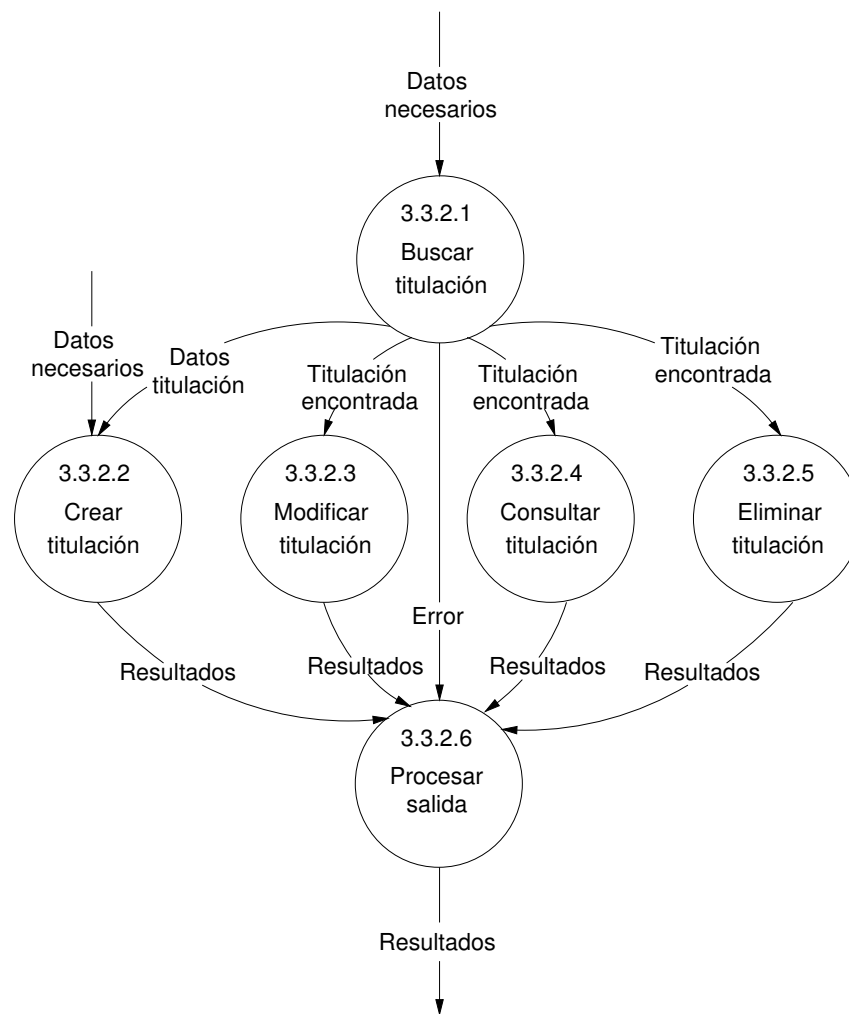 Datos
necesarios
3.3.2.1
Buscar
titulación
Datos
necesarios
Datos
titulación
Titulación
encontrada
Titulación
encontrada
Titulación
encontrada
3.3.2.2
Crear
titulación
3.3.2.3
Modificar
titulación
3.3.2.4
Consultar
titulación
3.3.2.5
Eliminar
titulación
Error
Resultados
Resultados
Resultados
Resultados
3.3.2.6
Procesar
salida
Resultados